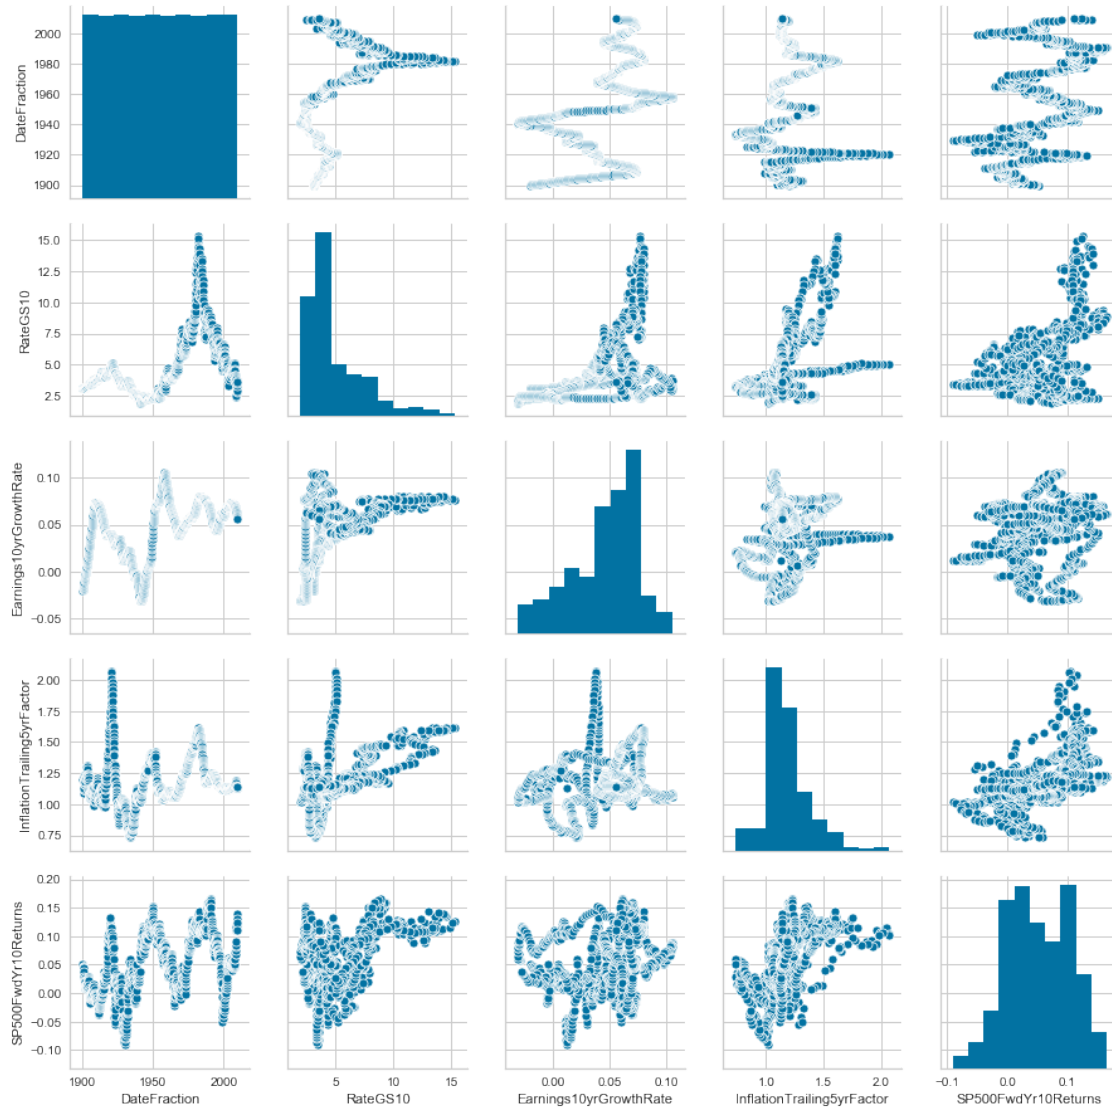 DateFraction
2000
1980
1960
1940
1920
1900
RateGS10
15.0
12.5
10.0
7.5
5.0
2.5
Earnings10yrGrowthRate
0.10
0.05
0.00
−0.05
InflationTrailing5yrFactor
2.00
1.75
1.50
1.25
1.00
0.75
SP500FwdYr10Returns
0.20
0.15
0.10
0.05
0.00
−0.05
−0.10
1900 1950 2000
5 10 15
0.00 0.05 0.10
1.0 1.5 2.0
−0.1 0.0 0.1
DateFraction RateGS10 Earnings10yrGrowthRate InflationTrailing5yrFactor SP500FwdYr10Returns